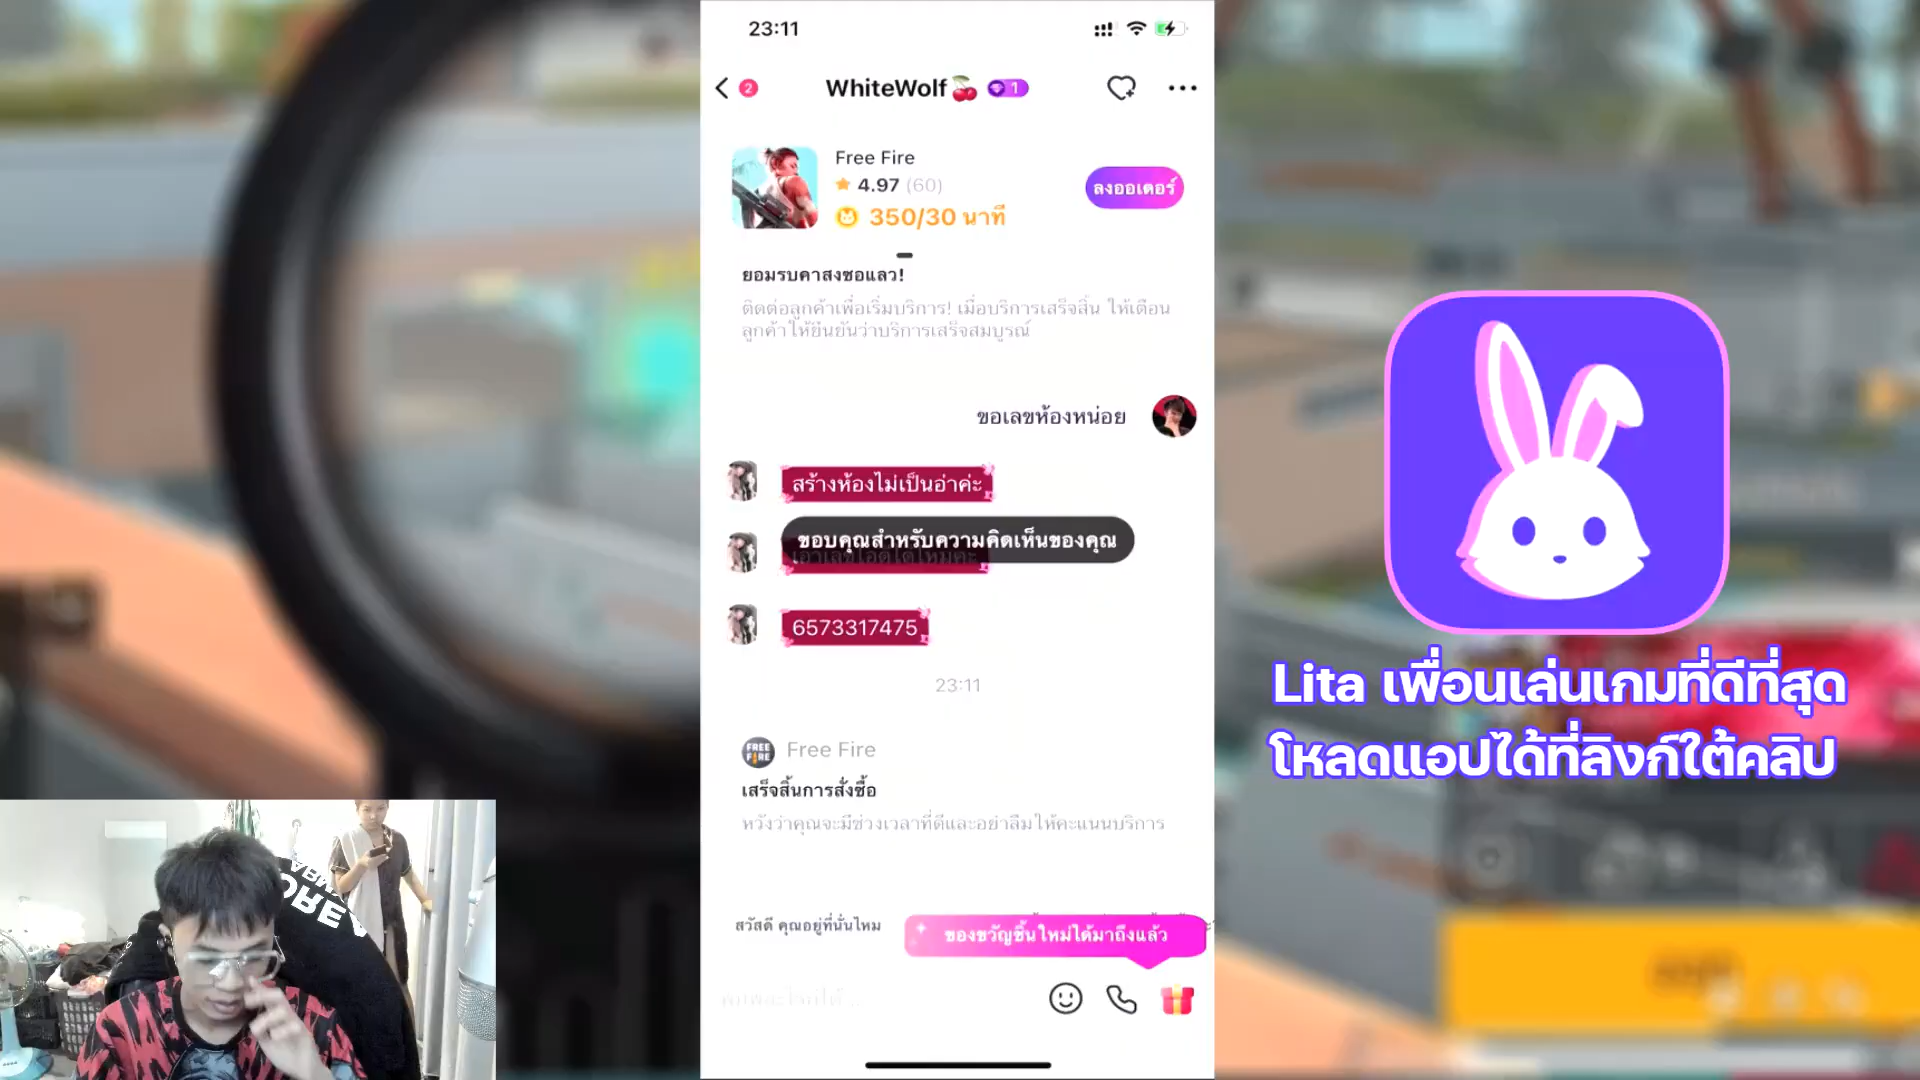 23:11
2
WhiteWolf🍒 1
Free Fire
4.97 (60)
350/30 นาที
ลงออเดอร์
ยอมรบคาสงซอแลว!
ติดต่อลูกค้าเพื่อเริ่มบริการ! เมื่อบริการเสร็จสิ้น ให้เตือน
ลูกค้าให้ยืนยันว่าบริการเสร็จสมบูรณ์
ขอเลขห้องหน่อย
สร้างห้องไม่เป็นอ่าค่ะ
ขอบคุณสำหรับความคิดเห็นของคุณ
6573317475
23:11
FREE FIRE
Free Fire
เสร็จสิ้นการสั่งซื้อ
หวังว่าคุณจะมีช่วงเวลาที่ดีและอย่าลืมให้คะแนนบริการ
สวัสดี คุณอยู่ที่นั่นไหม
ของขวัญชิ้นใหม่ได้มาถึงแล้ว
Lita เพื่อนเล่นเกมที่ดีที่สุด
โหลดแอปได้ที่ลิงก์ใต้คลิป